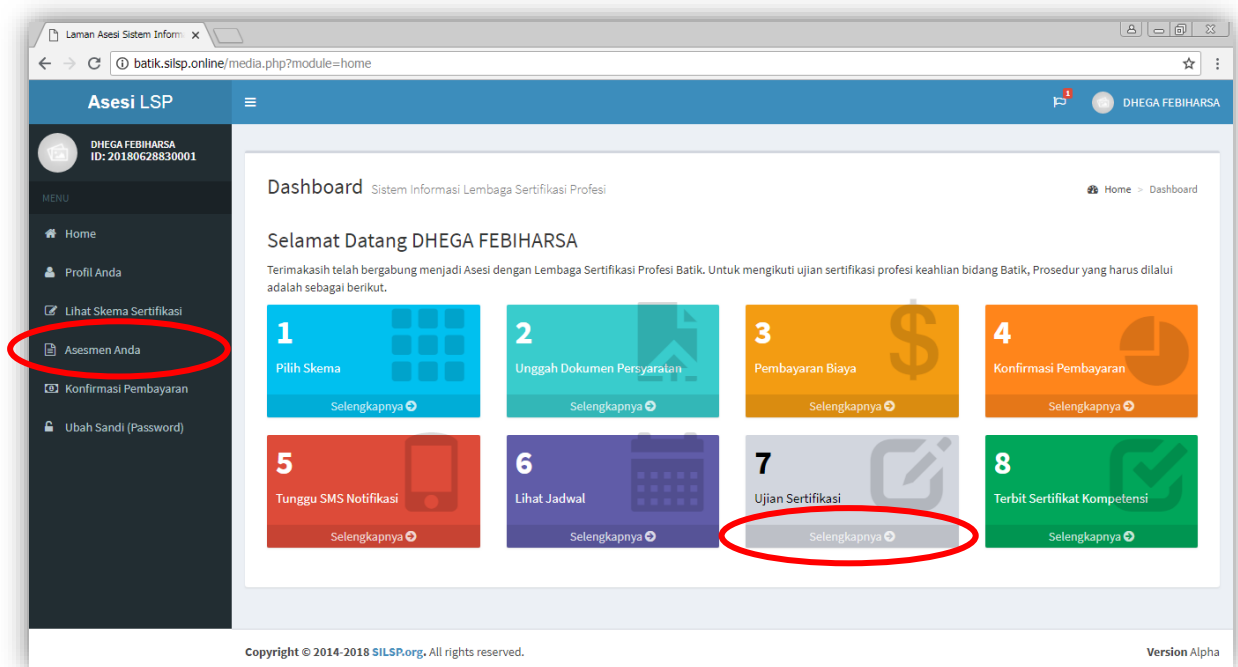 Laman Asesi Sistem Inform
batik.silsp.online/media.php?module=home
Asesi LSP
1
DHEGA FEBIHARSA
DHEGA FEBIHARSA
ID: 20180628830001
MENU
Home
Profil Anda
Lihat Skema Sertifikasi
Asesmen Anda
Konfirmasi Pembayaran
Ubah Sandi (Password)
Dashboard Sistem Informasi Lembaga Sertifikasi Profesi
Home > Dashboard
Selamat Datang DHEGA FEBIHARSA
Terimakasih telah bergabung menjadi Asesi dengan Lembaga Sertifikasi Profesi Batik. Untuk mengikuti ujian sertifikasi profesi keahlian bidang Batik, Prosedur yang harus dilalui
adalah sebagai berikut.
1
Pilih Skema
Selengkapnya
2
Unggah Dokumen Persyaratan
Selengkapnya
3
Pembayaran Biaya
Selengkapnya
4
Konfirmasi Pembayaran
Selengkapnya
5
Tunggu SMS Notifikasi
Selengkapnya
6
Lihat Jadwal
Selengkapnya
7
Ujian Sertifikasi
Selengkapnya
8
Terbit Sertifikat Kompetensi
Selengkapnya
Copyright © 2014-2018 SILSP.org. All rights reserved.
Version Alpha